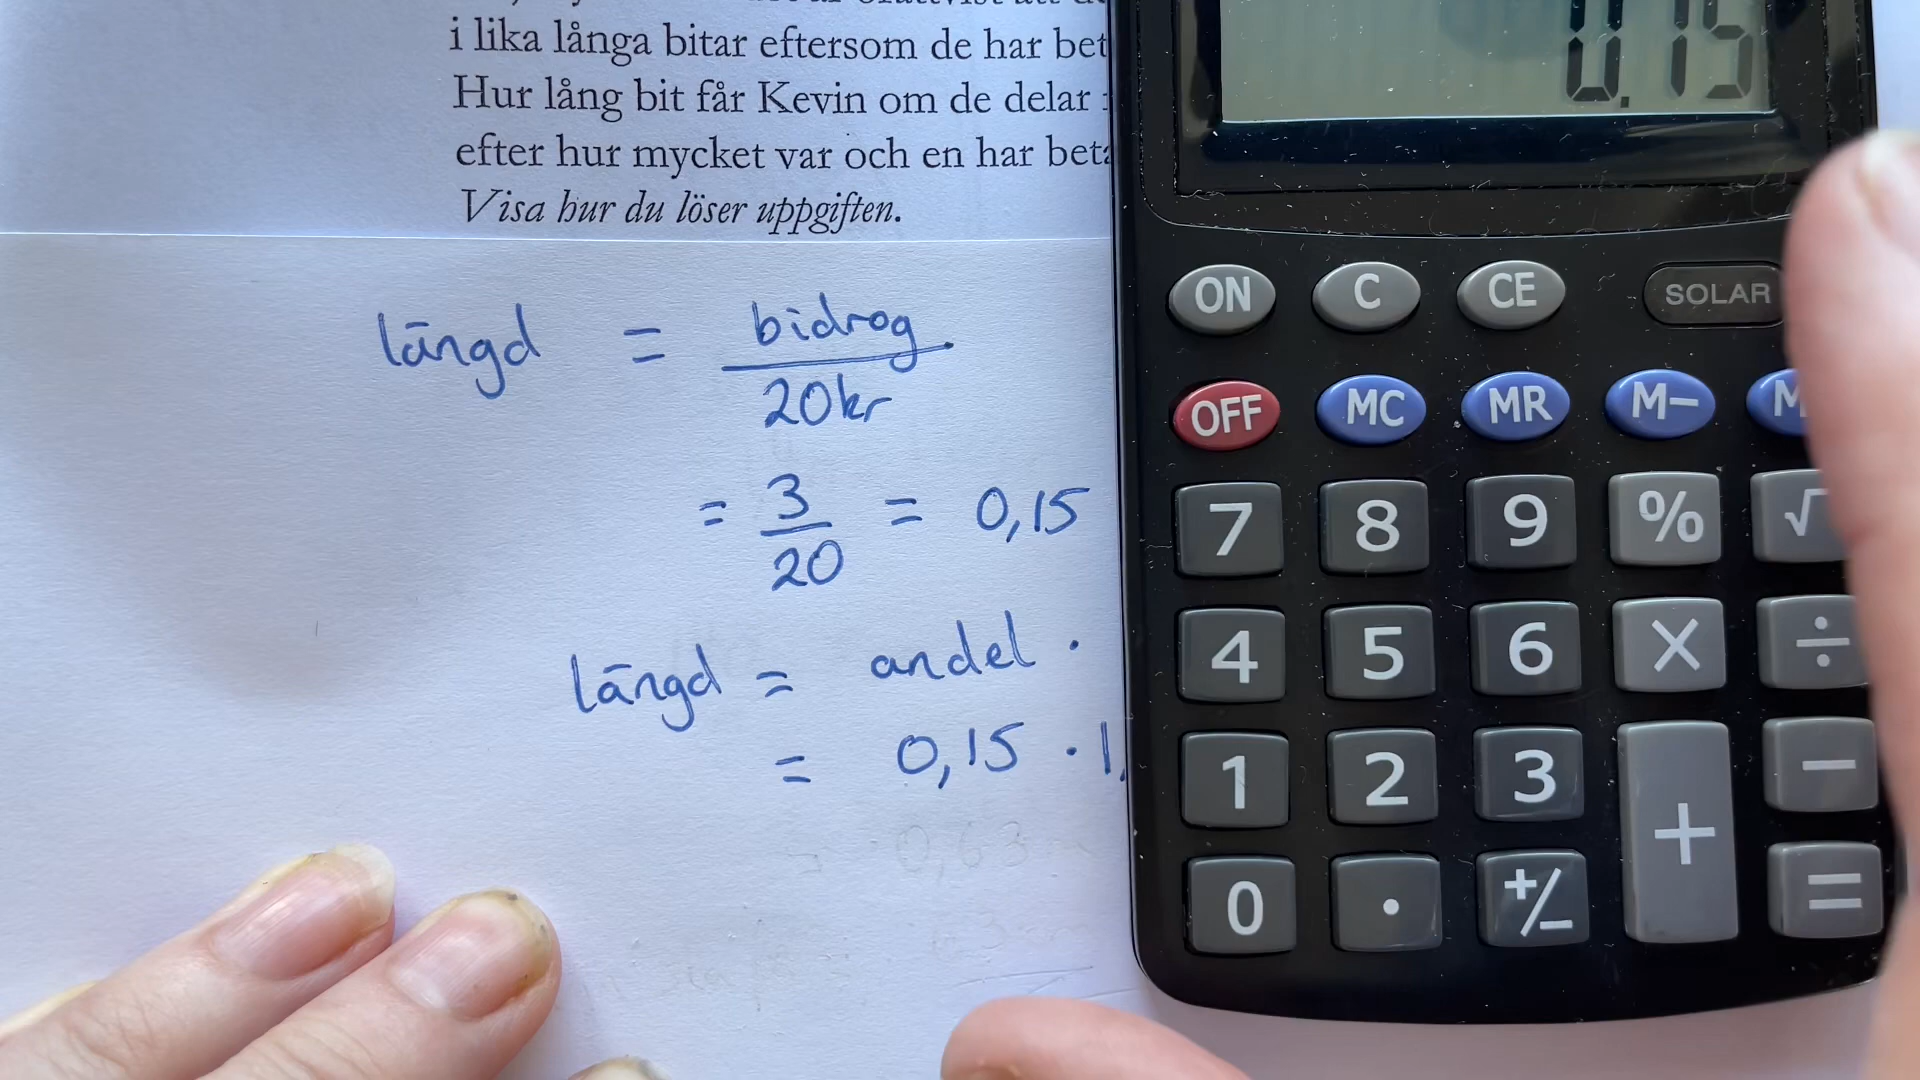 i lika långa bitar eftersom de har bet
Hur lång bit får Kevin om de delar
efter hur mycket var och en har beta
Visa hur du löser uppgiften.
längd = bidrag
20kr
= 3 = 0,15
20
längd = andel ·
= 0,15 · 1,
0,63
0.15
ON C CE SOLAR
OFF MC MR M− M
7 8 9 % √
4 5 6 × ÷
1 2 3 + −
0 . +/− =